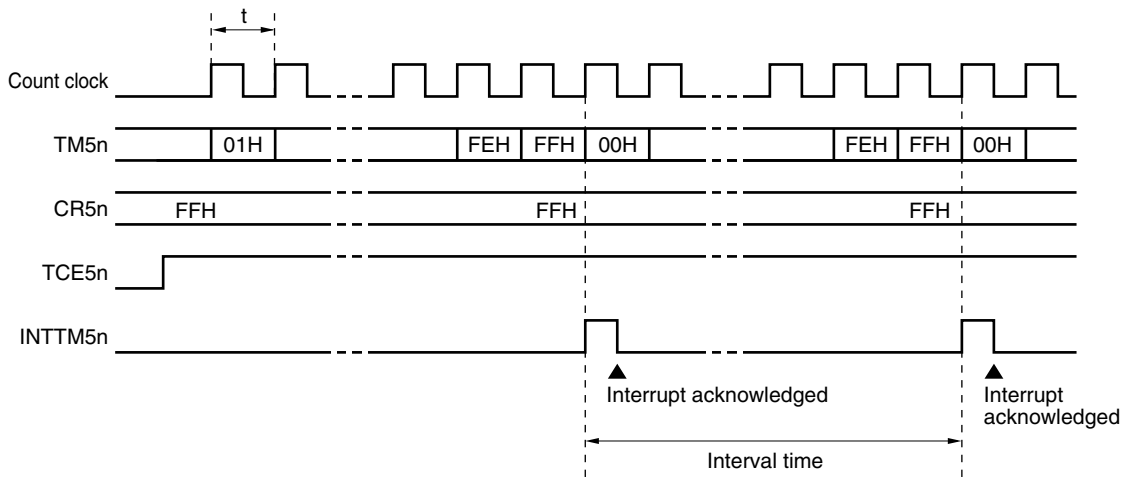 t
Count clock
TM5n 01H FEH FFH 00H FEH FFH 00H
CR5n FFH FFH FFH
TCE5n
INTTM5n
Interrupt acknowledged Interrupt
acknowledged
Interval time